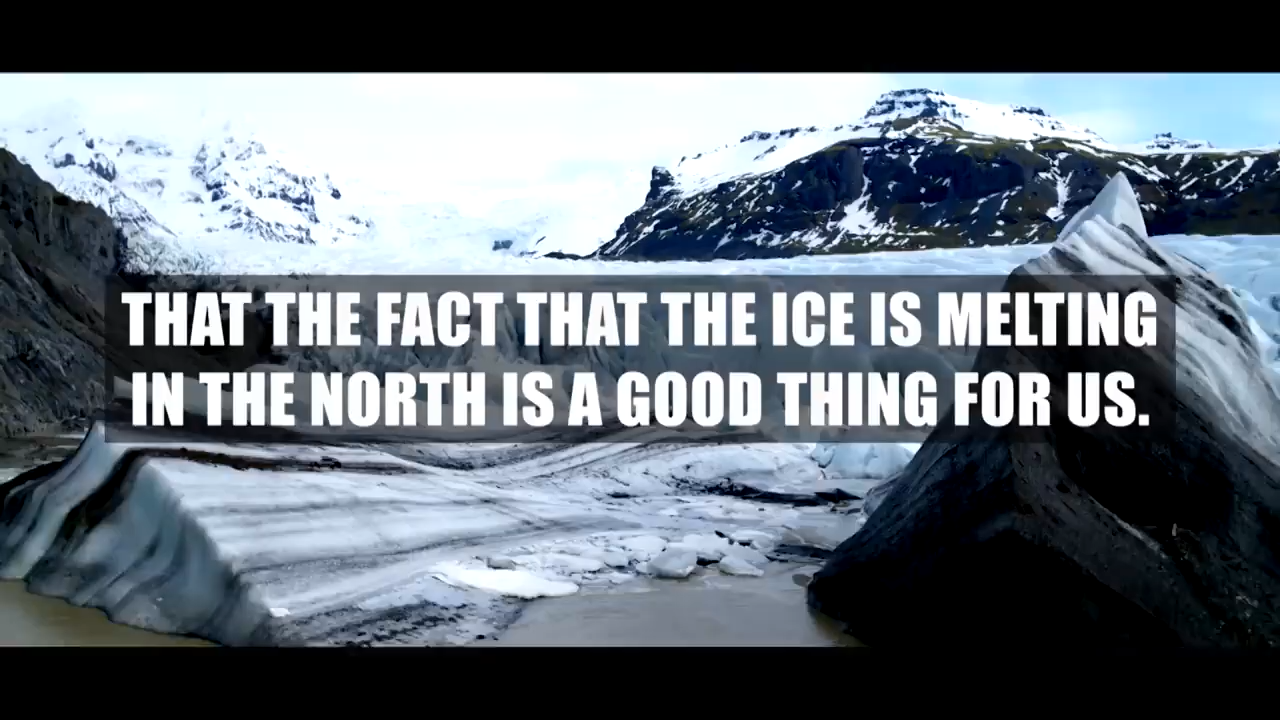 THAT THE FACT THAT THE ICE IS MELTING
IN THE NORTH IS A GOOD THING FOR US.